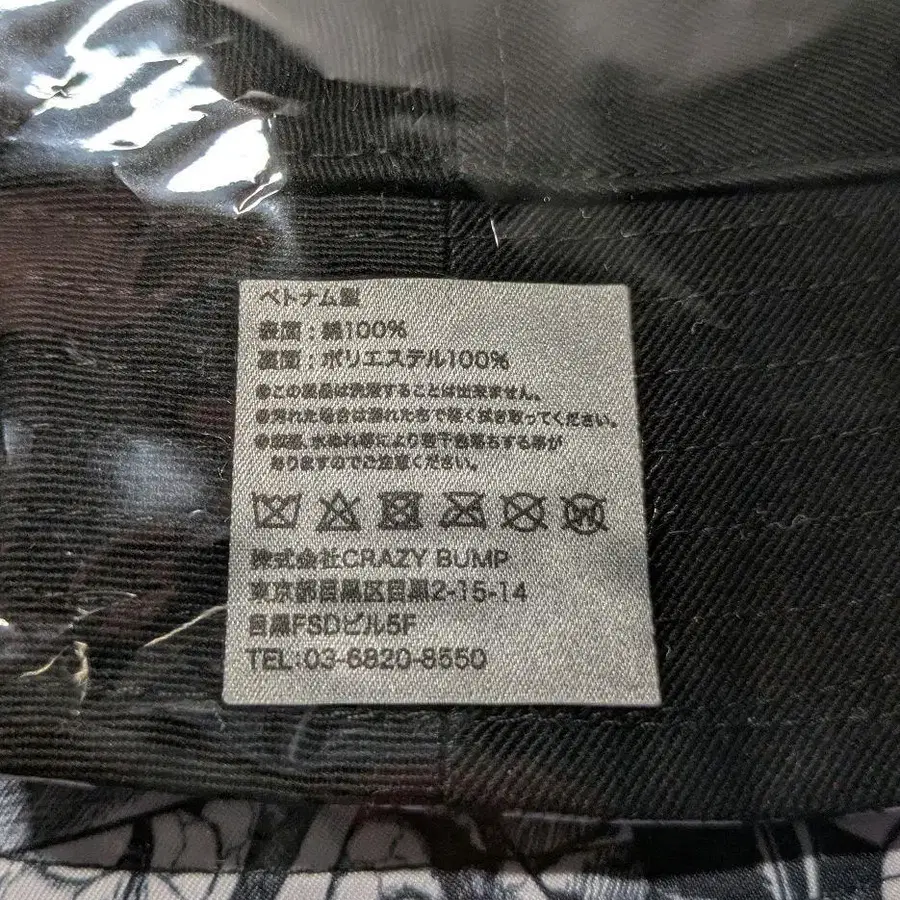 ベトナム製
表面：綿100%
裏面：ポリエステル100%
●この製品は洗濯することは出来ません。
●汚れた場合は濡れた布で軽く拭き取ってください。
●摩擦、水ぬれ等により若干色落ちする事が
ありますのでご注意ください。
株式会社CRAZY BUMP
東京都目黒区目黒2-15-14
目黒FSDビル5F
TEL:03-6820-8550